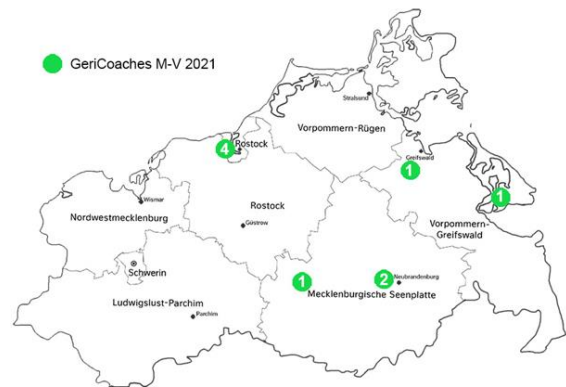 GeriCoaches M-V 2021
Stralsund
Vorpommern-Rügen
4
Rostock
Greifswald
1
1
Wismar
Rostock
Nordwestmecklenburg
Güstrow
Vorpommern-
Greifswald
Schwerin
1
2
Neubrandenburg
Mecklenburgische Seenplatte
Ludwigslust-Parchim
Parchim